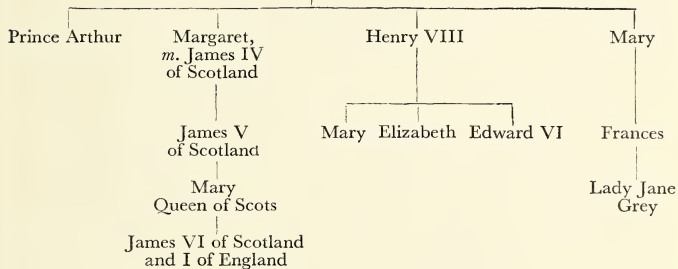 Prince Arthur
Margaret,
m. James IV
of Scotland
Henry VIII
Mary
James V
of Scotland
Mary Elizabeth Edward VI
Frances
Mary
Queen of Scots
Lady Jane
Grey
James VI of Scotland
and I of England